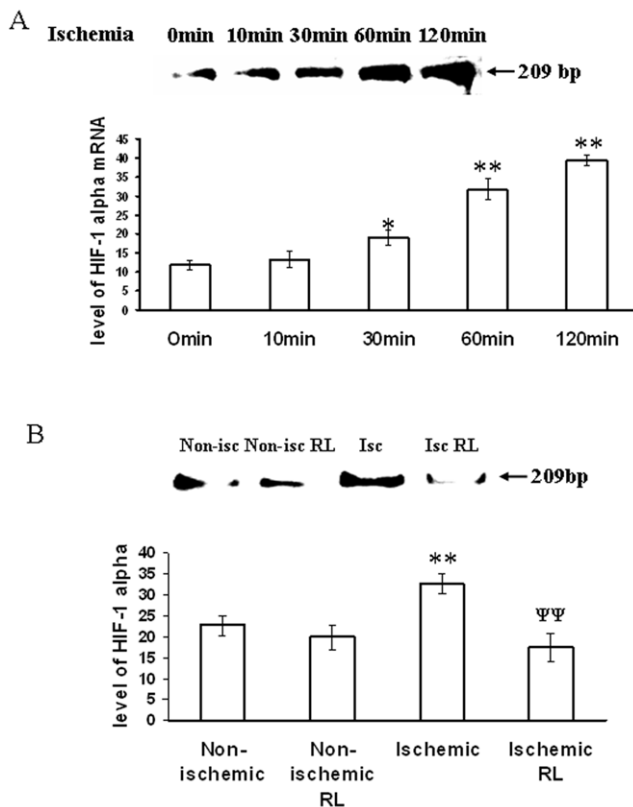 A
Ischemia 0min 10min 30min 60min 120min
209 bp
level of HIF-1 alpha mRNA
45
40
35
30
25
20
15
10
5
0
*
**
**
0min 10min 30min 60min 120min
B
Non-isc Non-isc RL Isc Isc RL
209bp
level of HIF-1 alpha
40
35
30
25
20
15
10
5
0
**
ΨΨ
Non-ischemic
Non-ischemic RL
Ischemic
Ischemic RL